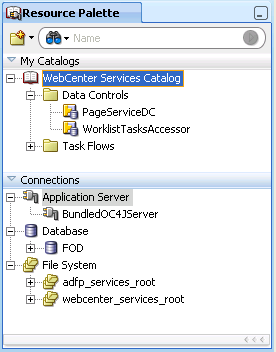 Resource Palette
Name
My Catalogs
WebCenter Services Catalog
Data Controls
PageServiceDC
WorklistTasksAccessor
Task Flows
Connections
Application Server
BundledOC4JServer
Database
FOD
File System
adfp_services_root
webcenter_services_root